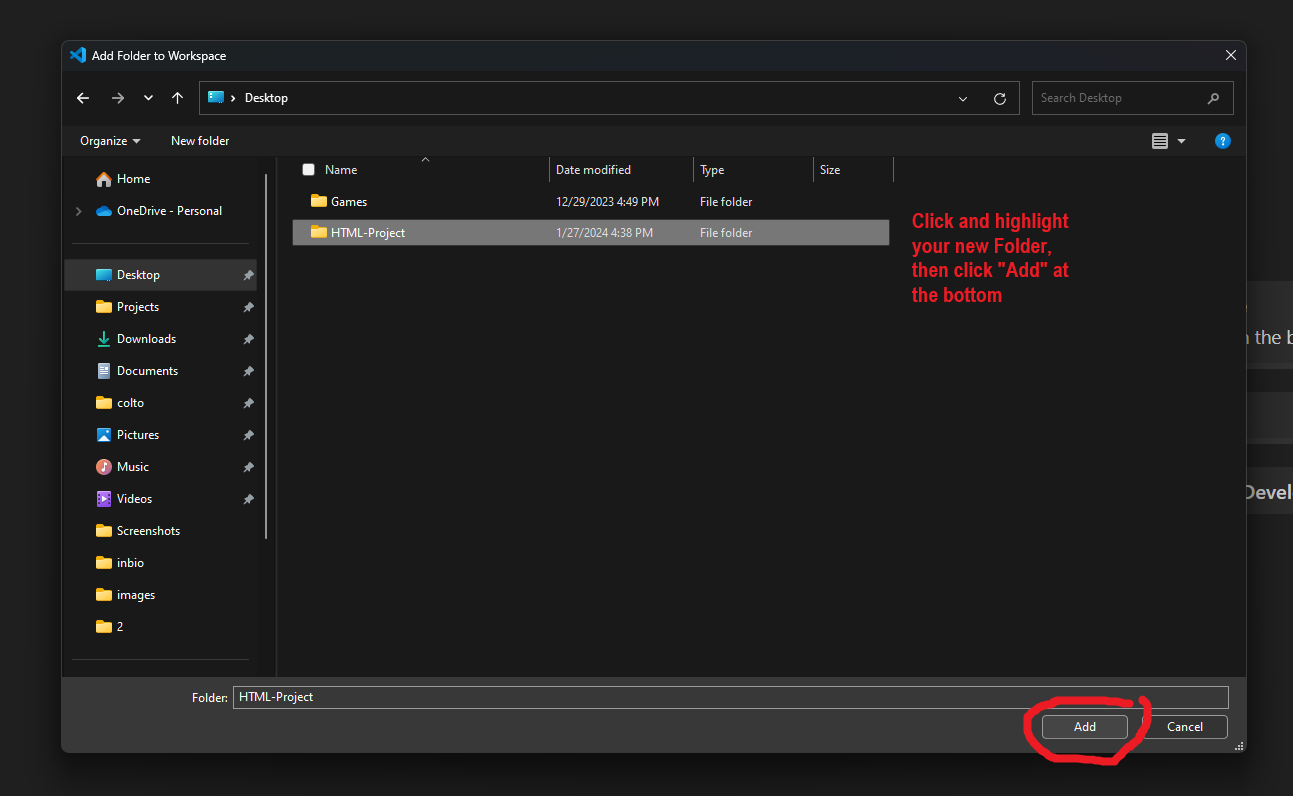 Add Folder to Workspace
Desktop
Search Desktop
Organize
New folder
Name
Date modified
Type
Size
Home
OneDrive - Personal
Desktop
Projects
Downloads
Documents
colto
Pictures
Music
Videos
Screenshots
inbio
images
2
Games 12/29/2023 4:49 PM File folder
HTML-Project 1/27/2024 4:38 PM File folder
Click and highlight
your new Folder,
then click "Add" at
the bottom
the b
Devel
Folder: HTML-Project
Add
Cancel